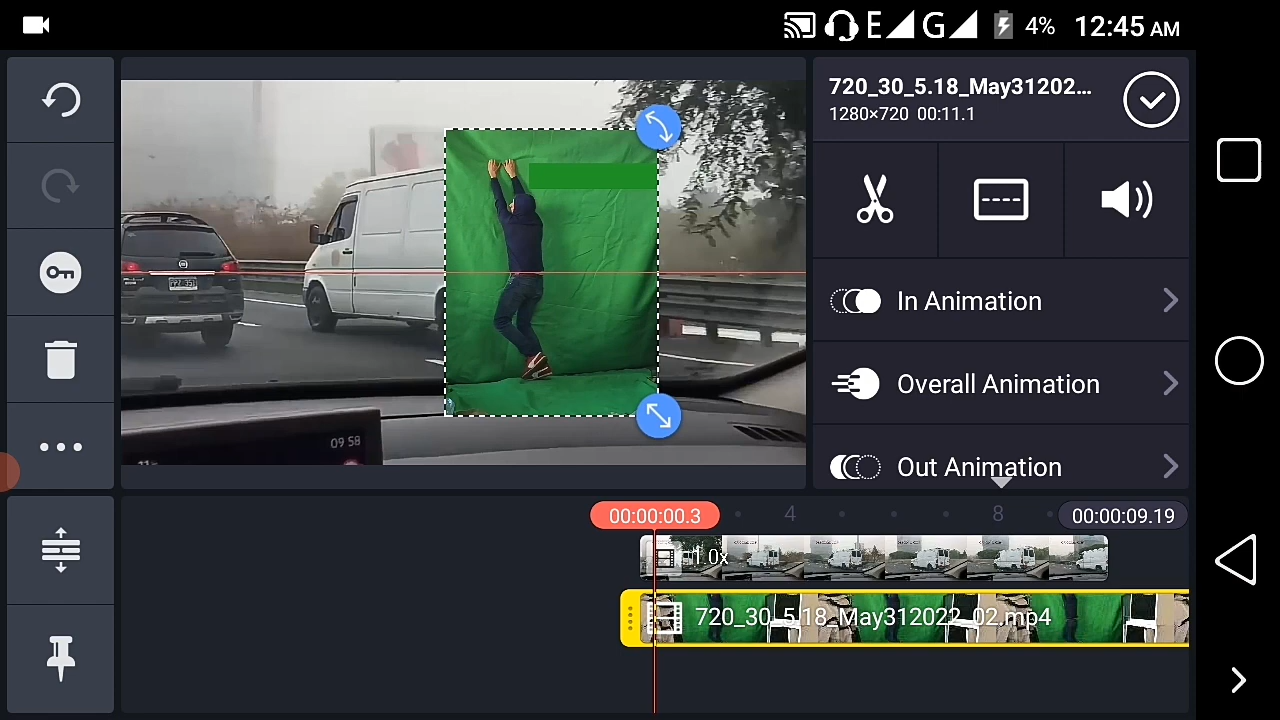 E G 4% 12:45 AM
720_30_5.18_May31202...
1280×720 00:11.1
In Animation
Overall Animation
Out Animation
09 58
00:00:00.3 4 8 00:00:09.19
1.0x
720_30_5.18_May312022_02.mp4